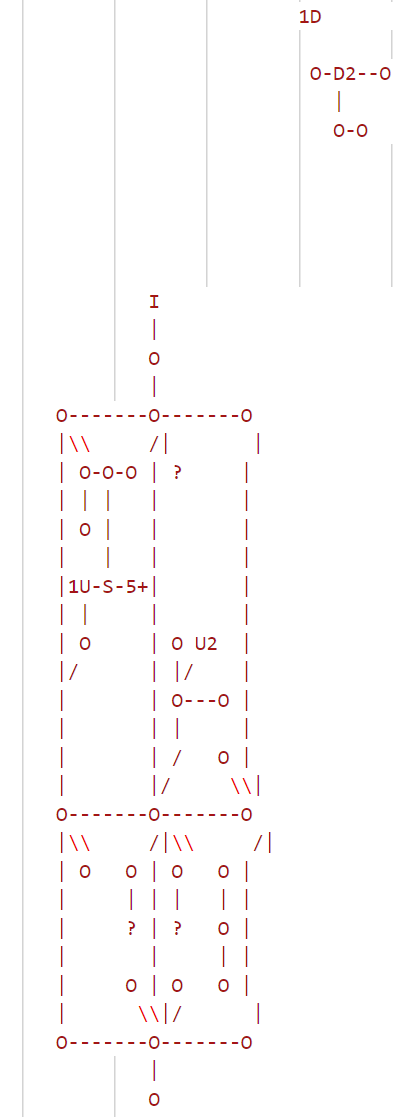 1D

                           O-D2--O
                             |
                             O-O





             I
             |
             O
             |
     O-------O-------O
     |\\     /|       |
     | O-O-O | ?     |
     | | |   |       |
     | O |   |       |
     |   |   |       |
     |1U-S-5+|       |
     | |     |       |
     | O     | O U2  |
     |/      | |/    |
     |       | O---O |
     |       | |     |
     |       | /   O |
     |       |/     \\|
     O-------O-------O
     |\\     /|\\     /|
     | O   O | O   O |
     |     | | |   | |
     |     ? | ?   O |
     |       |     | |
     |     O | O   O |
     |      \\|/      |
     O-------O-------O
             |
             O